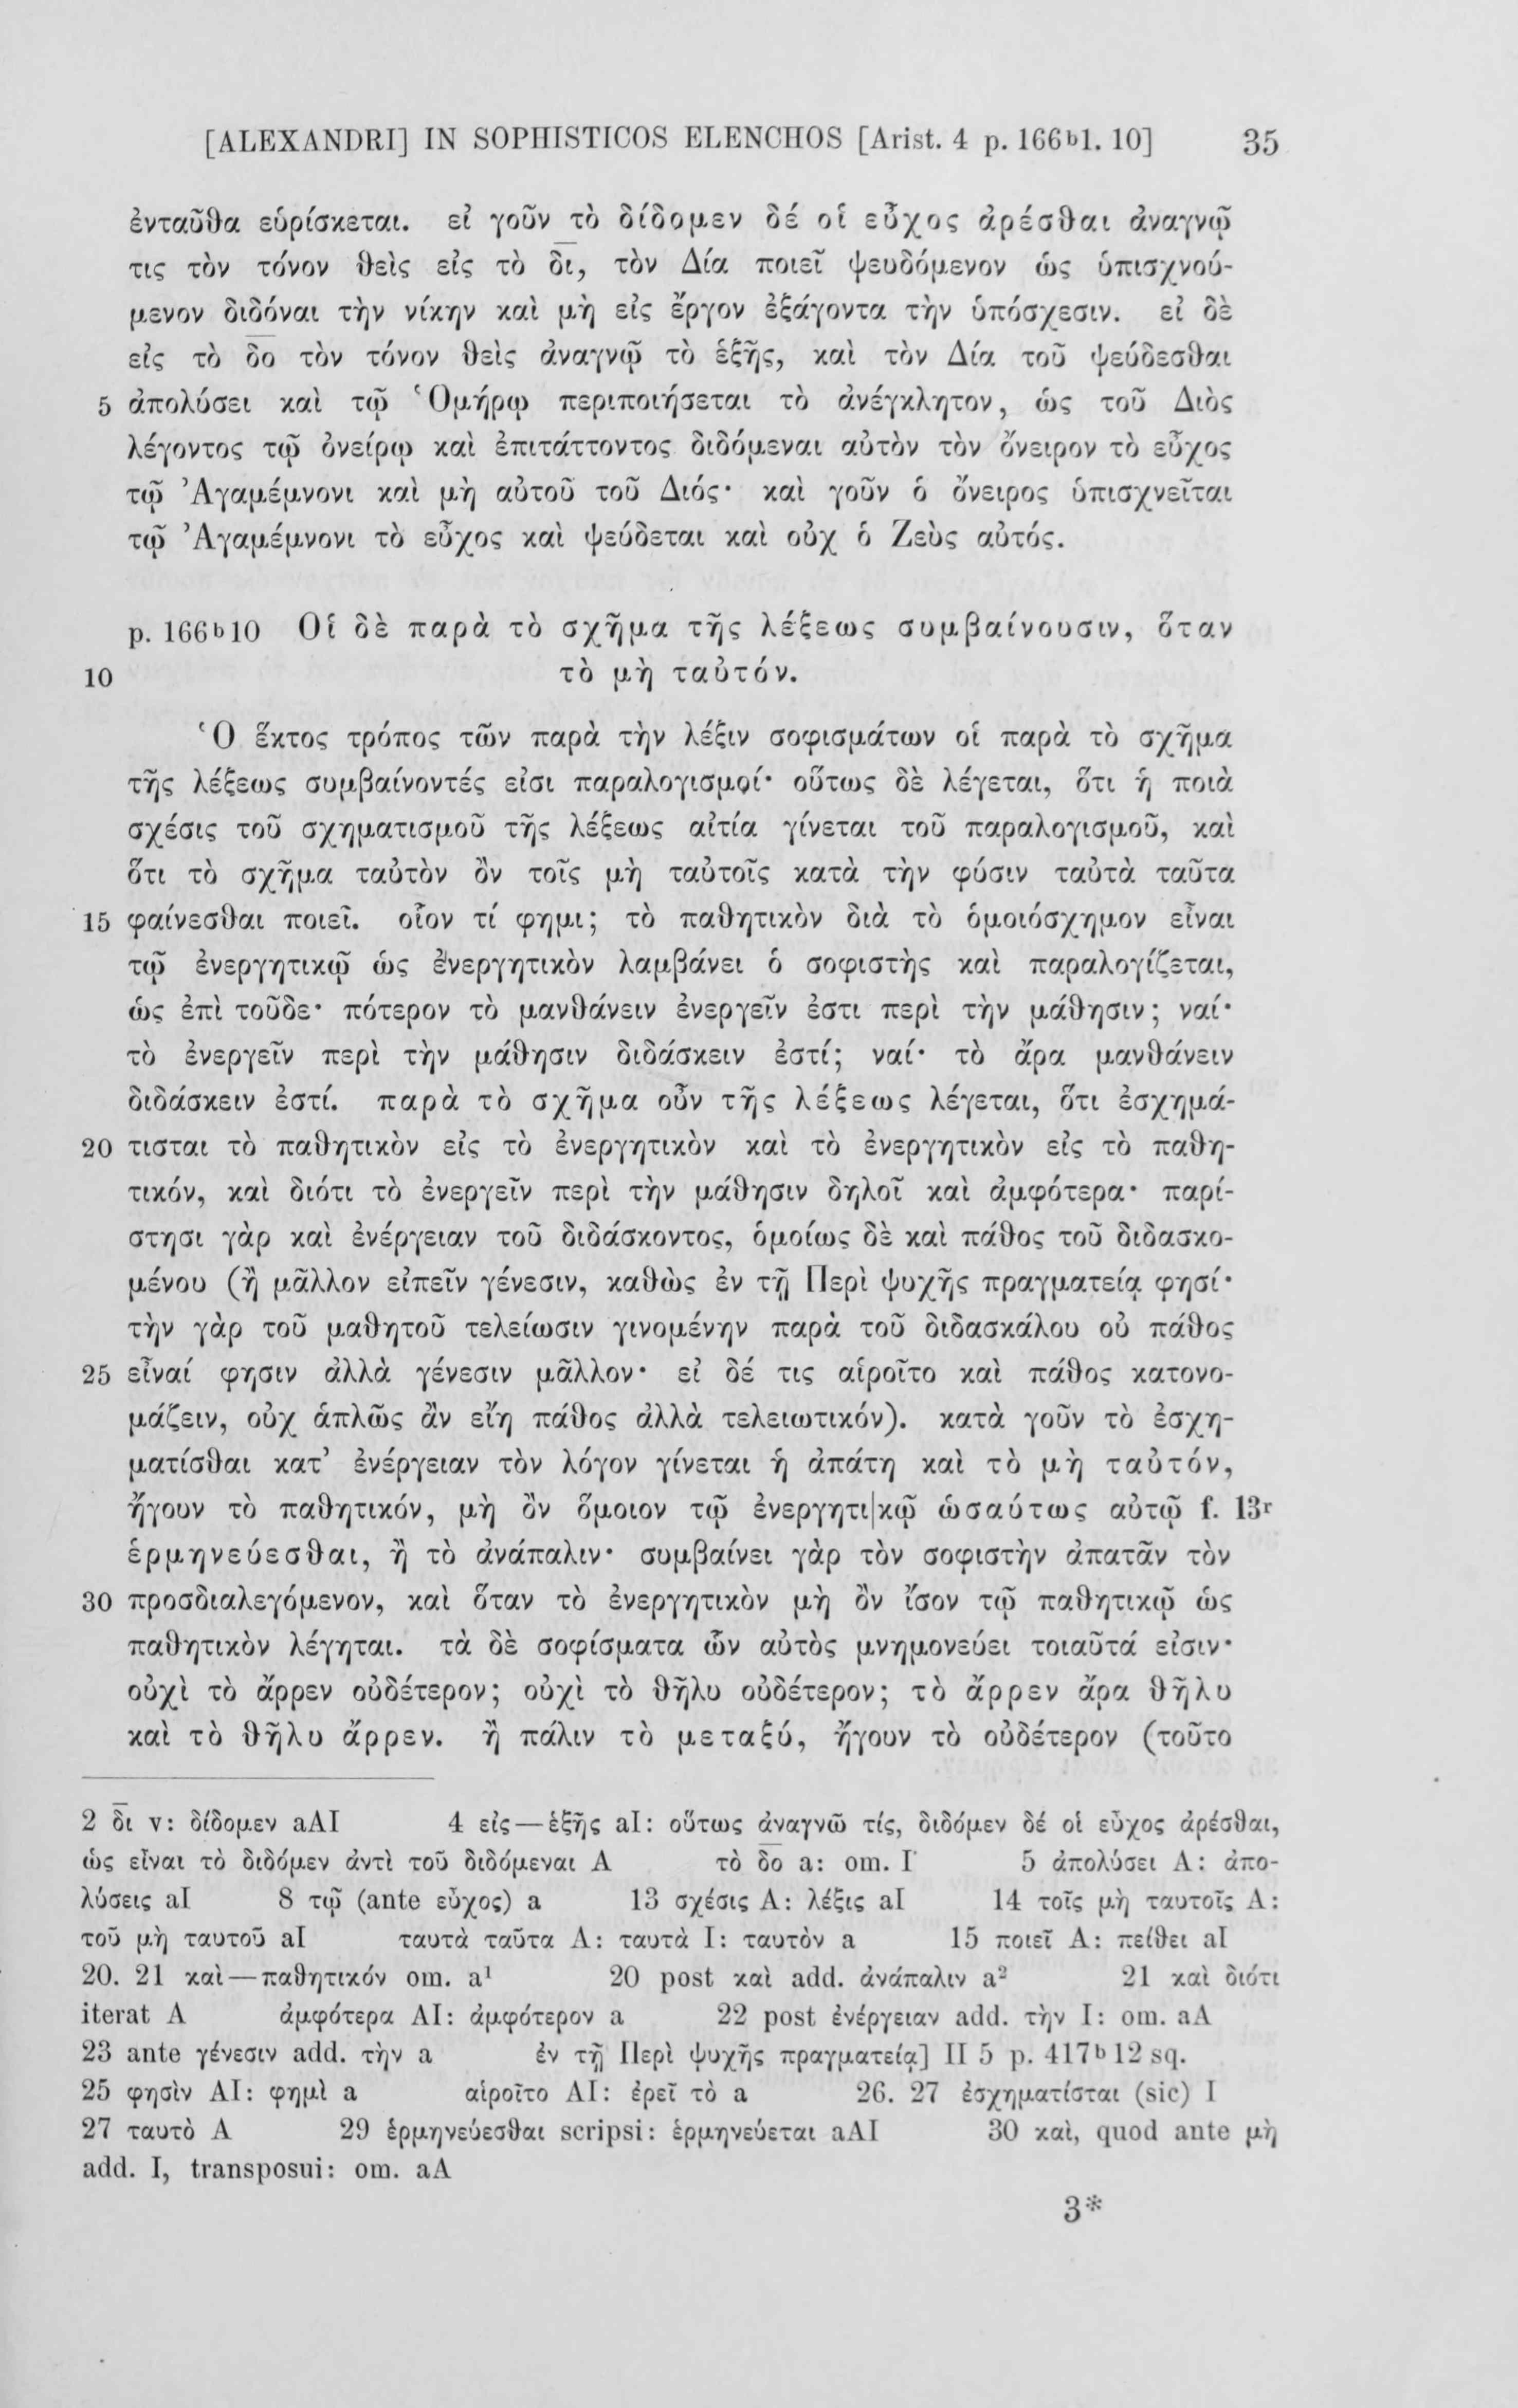 [ALEXANDRI] IN SOPHISTICOS ELENCHOS [Arist. 4 p. 166ᵇ1. 10] 35
ἐνταῦθα εὑρίσκεται. εἰ γοῦν τὸ δίδομεν δέ οἱ εὖχος ἀρέσθαι ἀναγνῷ
τις τὸν τόνον θεὶς εἰς τὸ δ̅ι̅, τὸν Δία ποιεῖ ψευδόμενον ὡς ὑπισχνού-
μενον διδόναι τὴν νίκην καὶ μὴ εἰς ἔργον ἐξάγοντα τὴν ὑπόσχεσιν. εἰ δὲ
εἰς τὸ δ̅ο̅ τὸν τόνον θεὶς ἀναγνῷ τὸ ἑξῆς, καὶ τὸν Δία τοῦ ψεύδεσθαι
5 ἀπολύσει καὶ τῷ Ὁμήρῳ περιποιήσεται τὸ ἀνέγκλητον, ὡς τοῦ Διὸς
λέγοντος τῷ ὀνείρῳ καὶ ἐπιτάττοντος διδόμεναι αὐτὸν τὸν ὄνειρον τὸ εὖχος
τῷ Ἀγαμέμνονι καὶ μὴ αὐτοῦ τοῦ Διός· καὶ γοῦν ὁ ὄνειρος ὑπισχνεῖται
τῷ Ἀγαμέμνονι τὸ εὖχος καὶ ψεύδεται καὶ οὐχ ὁ Ζεὺς αὐτός.
p. 166ᵇ10 Οἱ δὲ παρὰ τὸ σχῆμα τῆς λέξεως συμβαίνουσιν, ὅταν
10 τὸ μὴ ταὐτόν.
Ὁ ἕκτος τρόπος τῶν παρὰ τὴν λέξιν σοφισμάτων οἱ παρὰ τὸ σχῆμα
τῆς λέξεως συμβαίνοντές εἰσι παραλογισμοί· οὕτως δὲ λέγεται, ὅτι ἡ ποιὰ
σχέσις τοῦ σχηματισμοῦ τῆς λέξεως αἰτία γίνεται τοῦ παραλογισμοῦ, καὶ
ὅτι τὸ σχῆμα ταὐτὸν ὂν τοῖς μὴ ταὐτοῖς κατὰ τὴν φύσιν ταὐτὰ ταῦτα
15 φαίνεσθαι ποιεῖ. οἷον τί φημι; τὸ παθητικὸν διὰ τὸ ὁμοιόσχημον εἶναι
τῷ ἐνεργητικῷ ὡς ἐνεργητικὸν λαμβάνει ὁ σοφιστὴς καὶ παραλογίζεται,
ὡς ἐπὶ τοῦδε· πότερον τὸ μανθάνειν ἐνεργεῖν ἐστι περὶ τὴν μάθησιν; ναί·
τὸ ἐνεργεῖν περὶ τὴν μάθησιν διδάσκειν ἐστί; ναί· τὸ ἄρα μανθάνειν
διδάσκειν ἐστί. παρὰ τὸ σχῆμα οὖν τῆς λέξεως λέγεται, ὅτι ἐσχημά-
20 τισται τὸ παθητικὸν εἰς τὸ ἐνεργητικὸν καὶ τὸ ἐνεργητικὸν εἰς τὸ παθη-
τικόν, καὶ διότι τὸ ἐνεργεῖν περὶ τὴν μάθησιν δηλοῖ καὶ ἀμφότερα· παρί-
στησι γὰρ καὶ ἐνέργειαν τοῦ διδάσκοντος, ὁμοίως δὲ καὶ πάθος τοῦ διδασκο-
μένου (ἢ μᾶλλον εἰπεῖν γένεσιν, καθὼς ἐν τῇ Περὶ ψυχῆς πραγματείᾳ φησί·
τὴν γὰρ τοῦ μαθητοῦ τελείωσιν γινομένην παρὰ τοῦ διδασκάλου οὐ πάθος
25 εἶναί φησιν ἀλλὰ γένεσιν μᾶλλον· εἰ δέ τις αἱροῖτο καὶ πάθος κατονο-
μάζειν, οὐχ ἁπλῶς ἂν εἴη πάθος ἀλλὰ τελειωτικόν). κατὰ γοῦν τὸ ἐσχη-
ματίσθαι κατ’ ἐνέργειαν τὸν λόγον γίνεται ἡ ἀπάτη καὶ τὸ μὴ ταὐτόν,
ἤγουν τὸ παθητικόν, μὴ ὂν ὅμοιον τῷ ἐνεργητι|κῷ ὡσαύτως αὐτῷ f. 13ʳ
ἑρμηνεύεσθαι, ἢ τὸ ἀνάπαλιν· συμβαίνει γὰρ τὸν σοφιστὴν ἀπατᾶν τὸν
30 προσδιαλεγόμενον, καὶ ὅταν τὸ ἐνεργητικὸν μὴ ὂν ἴσον τῷ παθητικῷ ὡς
παθητικὸν λέγηται. τὰ δὲ σοφίσματα ὧν αὐτὸς μνημονεύει τοιαῦτά εἰσιν·
οὐχὶ τὸ ἄρρεν οὐδέτερον; οὐχὶ τὸ θῆλυ οὐδέτερον; τὸ ἄρρεν ἄρα θῆλυ
καὶ τὸ θῆλυ ἄρρεν. ἢ πάλιν τὸ μεταξύ, ἤγουν τὸ οὐδέτερον (τοῦτο
2 δ̅ι̅ v: δίδομεν aAI 4 εἰς—ἑξῆς aI: οὕτως ἀναγνῶ τίς, διδόμεν δέ οἱ εὖχος ἀρέσθαι,
ὡς εἶναι τὸ διδόμεν ἀντὶ τοῦ διδόμεναι A τὸ δ̅ο̅ a: om. I 5 ἀπολύσει A: ἀπο-
λύσεις aI 8 τῷ (ante εὖχος) a 13 σχέσις A: λέξις aI 14 τοῖς μὴ ταυτοῖς A:
τοῦ μὴ ταυτοῦ aI ταυτὰ ταῦτα A: ταυτὰ I: ταυτὸν a 15 ποιεῖ A: πείθει aI
20. 21 καὶ—παθητικόν om. a¹ 20 post καὶ add. ἀνάπαλιν a² 21 καὶ διότι
iterat A ἀμφότερα AI: ἀμφότερον a 22 post ἐνέργειαν add. τὴν I: om. aA
23 ante γένεσιν add. τὴν a ἐν τῇ Περὶ ψυχῆς πραγματείᾳ] II 5 p. 417ᵇ12 sq.
25 φησὶν AI: φημὶ a αἱροῖτο AI: ἐρεῖ τὸ a 26. 27 ἐσχηματίσται (sic) I
27 ταυτὸ A 29 ἑρμηνεύεσθαι scripsi: ἑρμηνεύεται aAI 30 καὶ, quod ante μὴ
add. I, transposui: om. aA
3*